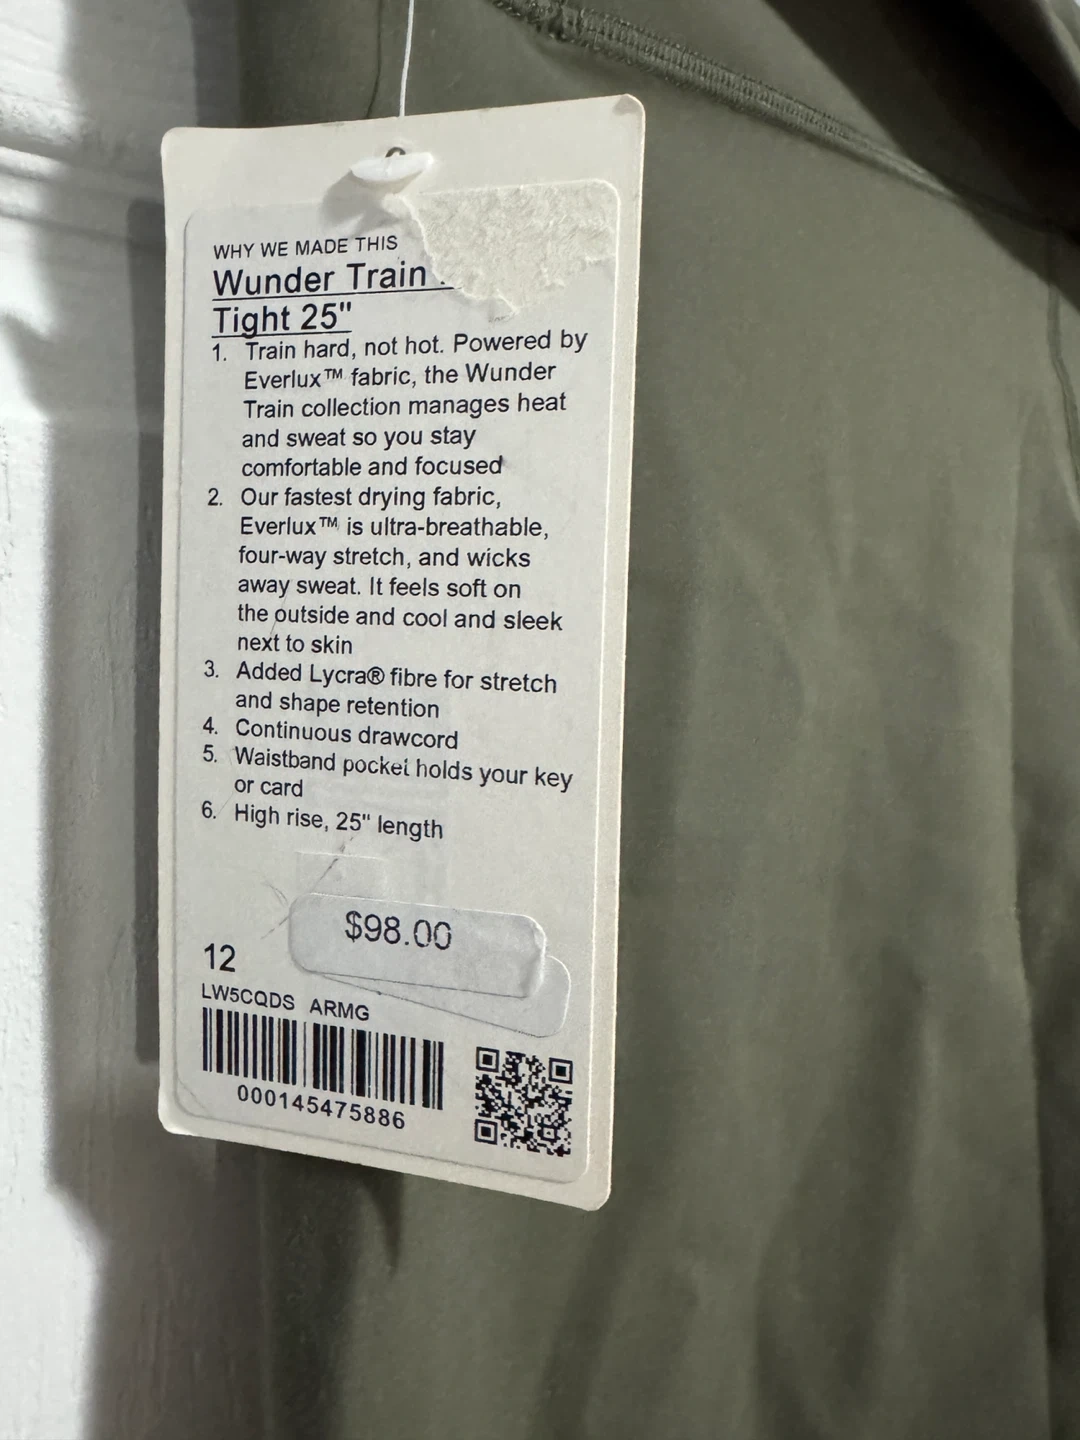 WHY WE MADE THIS
Wunder Train
Tight 25"
1. Train hard, not hot. Powered by
Everlux™ fabric, the Wunder
Train collection manages heat
and sweat so you stay
comfortable and focused
2. Our fastest drying fabric,
Everlux™ is ultra-breathable,
four-way stretch, and wicks
away sweat. It feels soft on
the outside and cool and sleek
next to skin
3. Added Lycra® fibre for stretch
and shape retention
4. Continuous drawcord
5. Waistband pocket holds your key
or card
6. High rise, 25" length
$98.00
12
LW5CQDS ARMG
000145475886